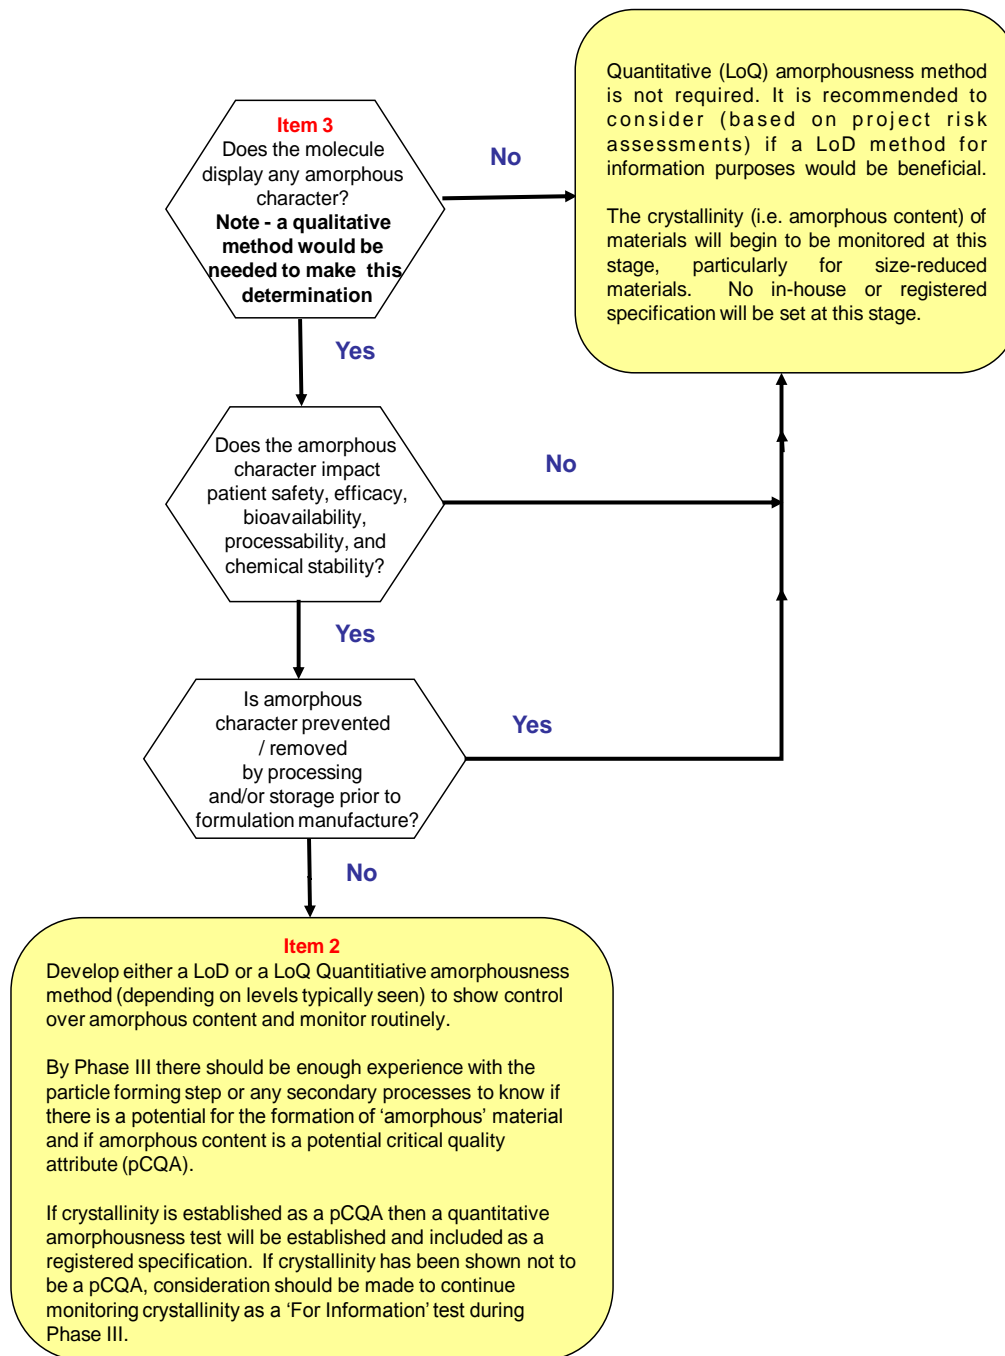 Item 3
Does the molecule
display any amorphous
character?
Note - a qualitative
method would be
needed to make this
determination
No
Quantitative (LoQ) amorphousness method
is not required. It is recommended to
consider (based on project risk
assessments) if a LoD method for
information purposes would be beneficial.
The crystallinity (i.e. amorphous content) of
materials will begin to be monitored at this
stage, particularly for size-reduced
materials. No in-house or registered
specification will be set at this stage.
Yes
Does the amorphous
character impact
patient safety, efficacy,
bioavailability,
processability, and
chemical stability?
No
Yes
Is amorphous
character prevented
/ removed
by processing
and/or storage prior to
formulation manufacture?
Yes
No
Item 2
Develop either a LoD or a LoQ Quantitiative amorphousness
method (depending on levels typically seen) to show control
over amorphous content and monitor routinely.
By Phase III there should be enough experience with the
particle forming step or any secondary processes to know if
there is a potential for the formation of ‘amorphous’ material
and if amorphous content is a potential critical quality
attribute (pCQA).
If crystallinity is established as a pCQA then a quantitative
amorphousness test will be established and included as a
registered specification. If crystallinity has been shown not to
be a pCQA, consideration should be made to continue
monitoring crystallinity as a ‘For Information’ test during
Phase III.